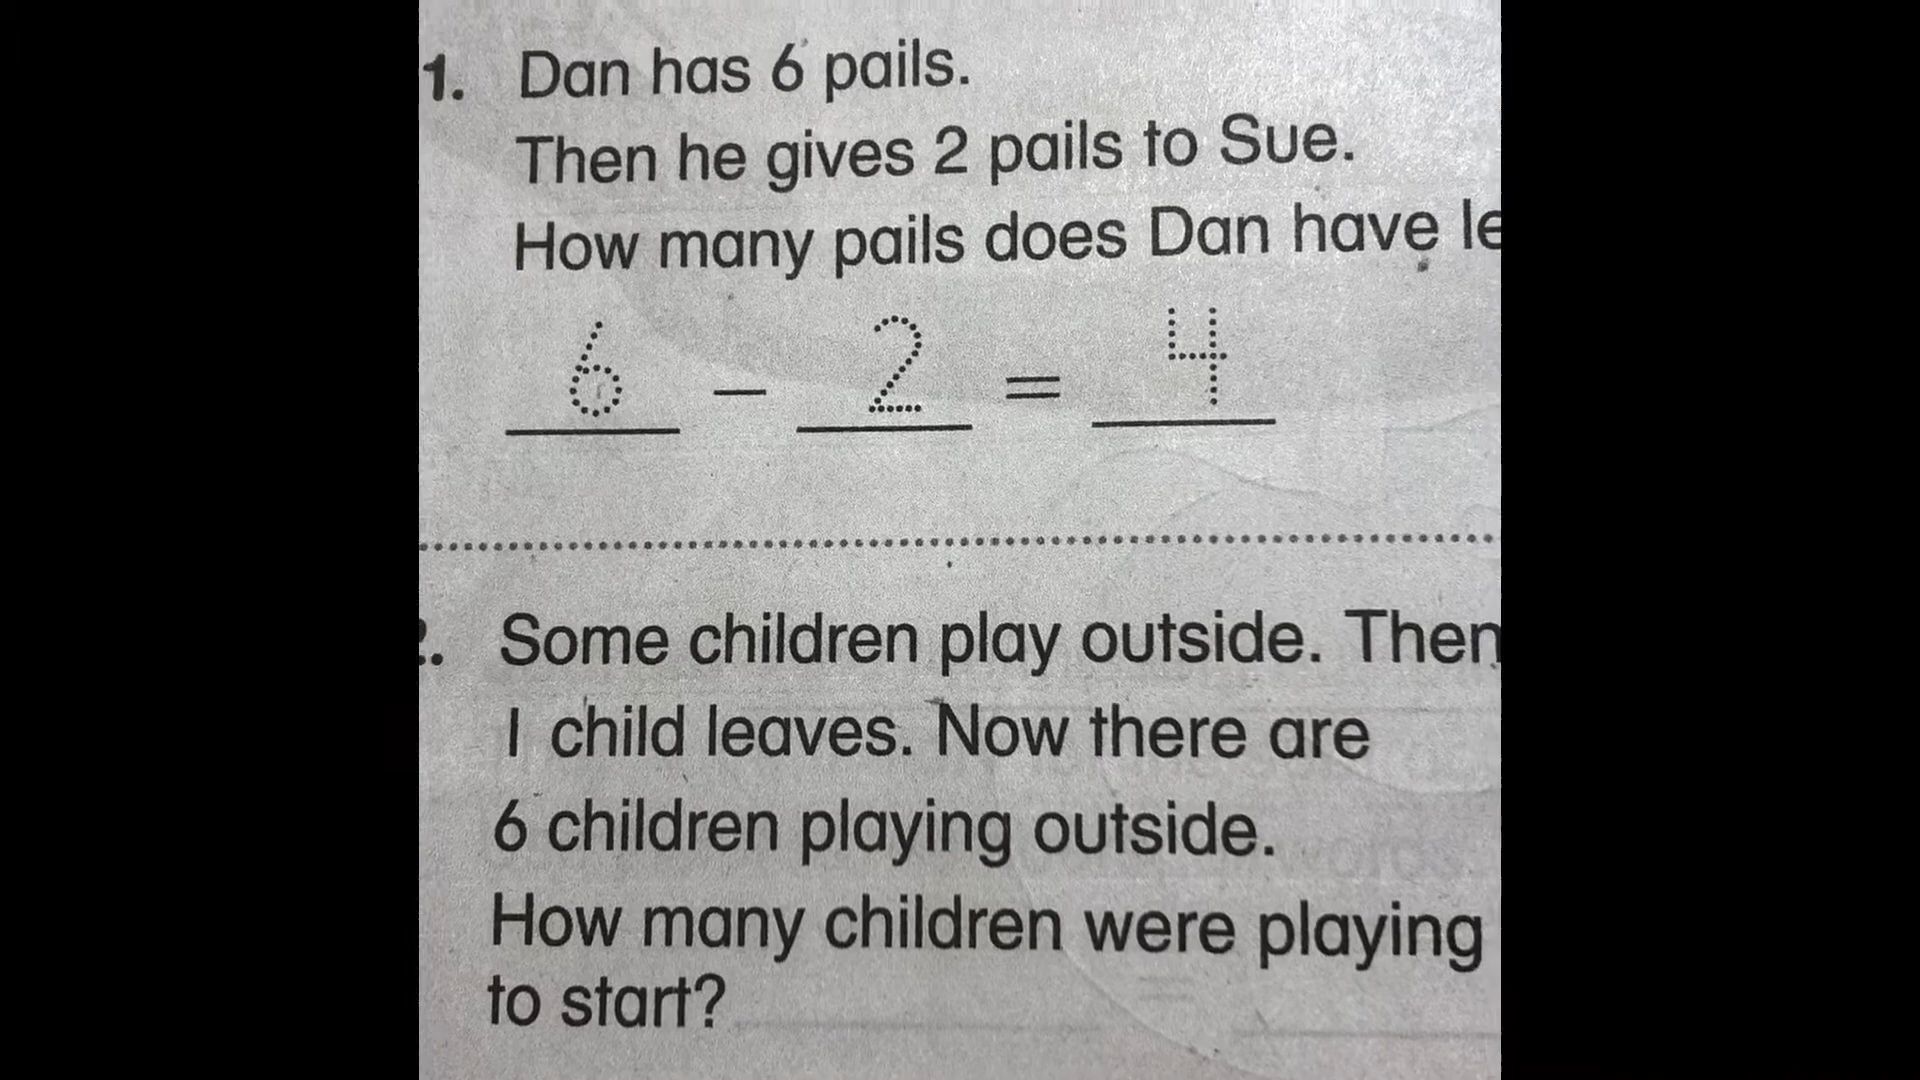 1. Dan has 6 pails.
Then he gives 2 pails to Sue.
How many pails does Dan have le
6 - 2 = 4
Some children play outside. Then
1 child leaves. Now there are
6 children playing outside.
How many children were playing
to start?